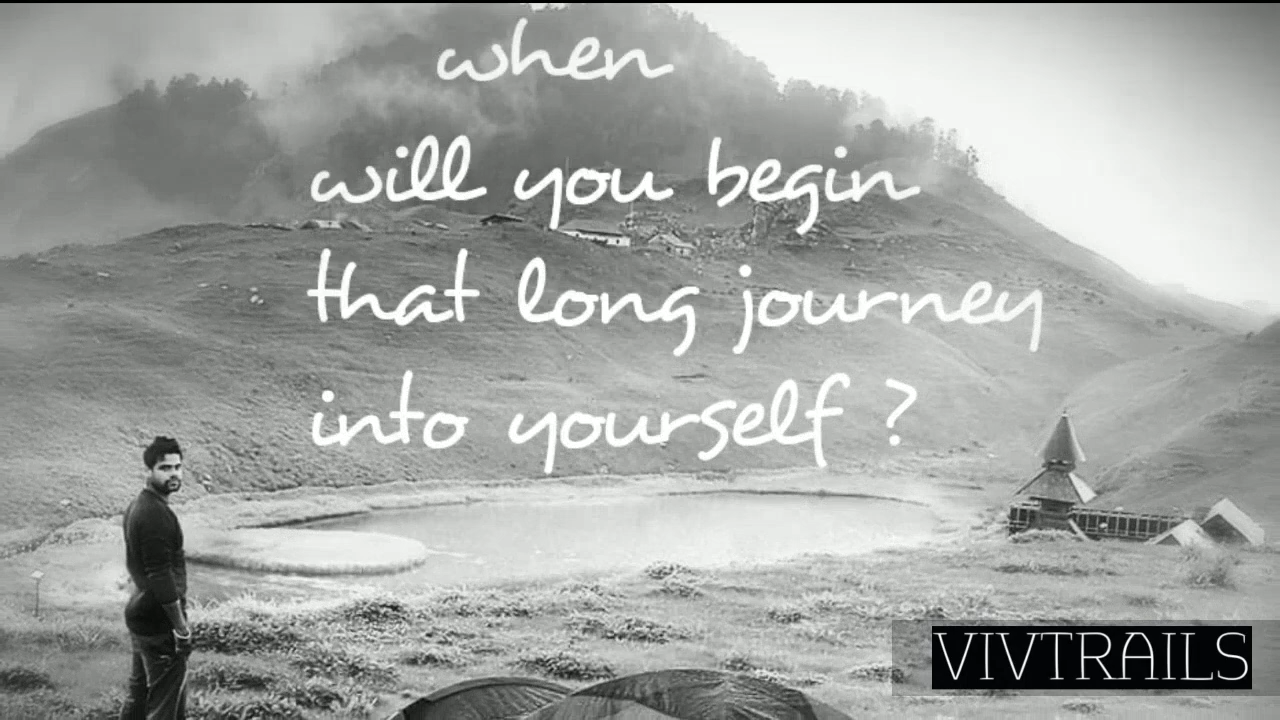 when
will you begin
that long journey
into yourself ?
VIVTRAILS